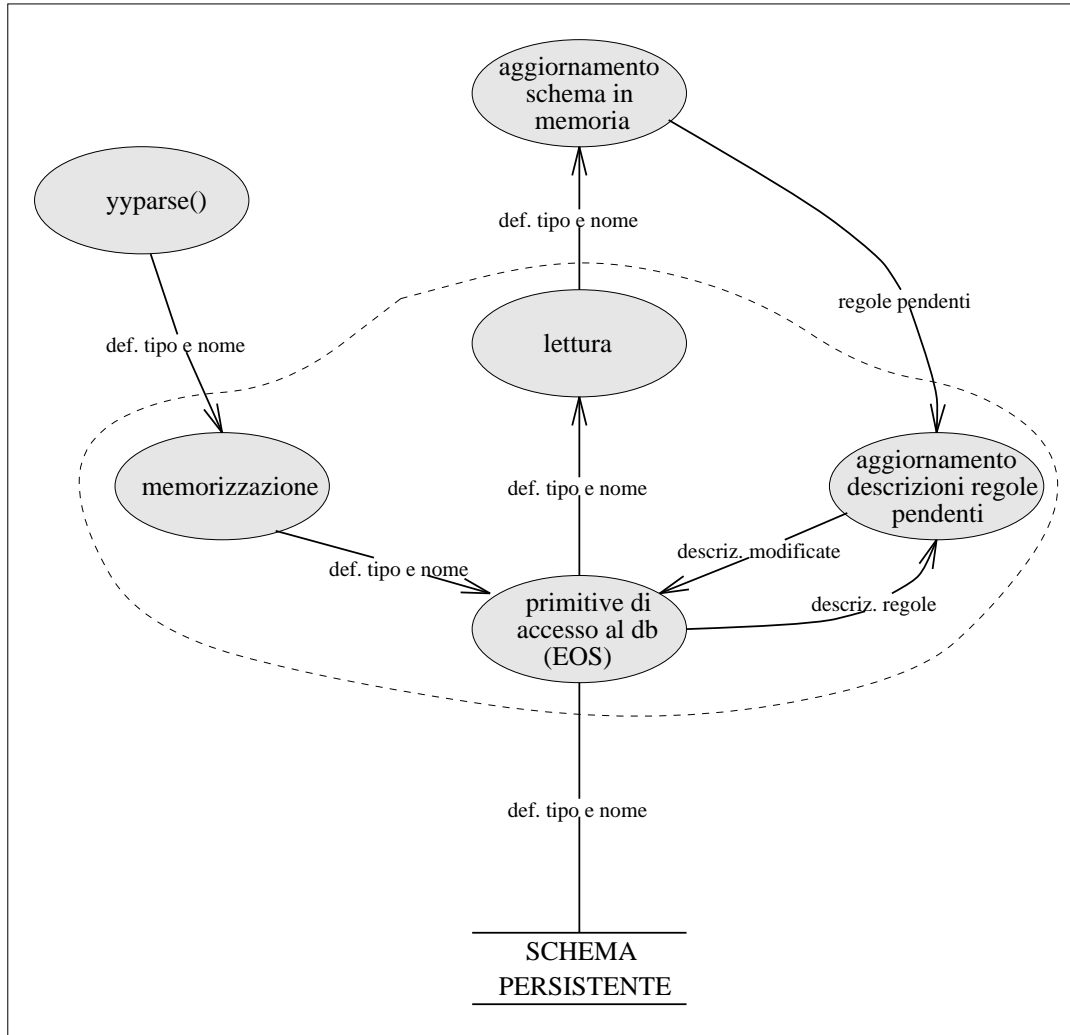 aggiornamento
schema in
memoria
yyparse()
def. tipo e nome
regole pendenti
def. tipo e nome
lettura
aggiornamento
descrizioni regole
pendenti
memorizzazione
def. tipo e nome
descriz. modificate
def. tipo e nome
descriz. regole
primitive di
accesso al db
(EOS)
def. tipo e nome
SCHEMA
PERSISTENTE